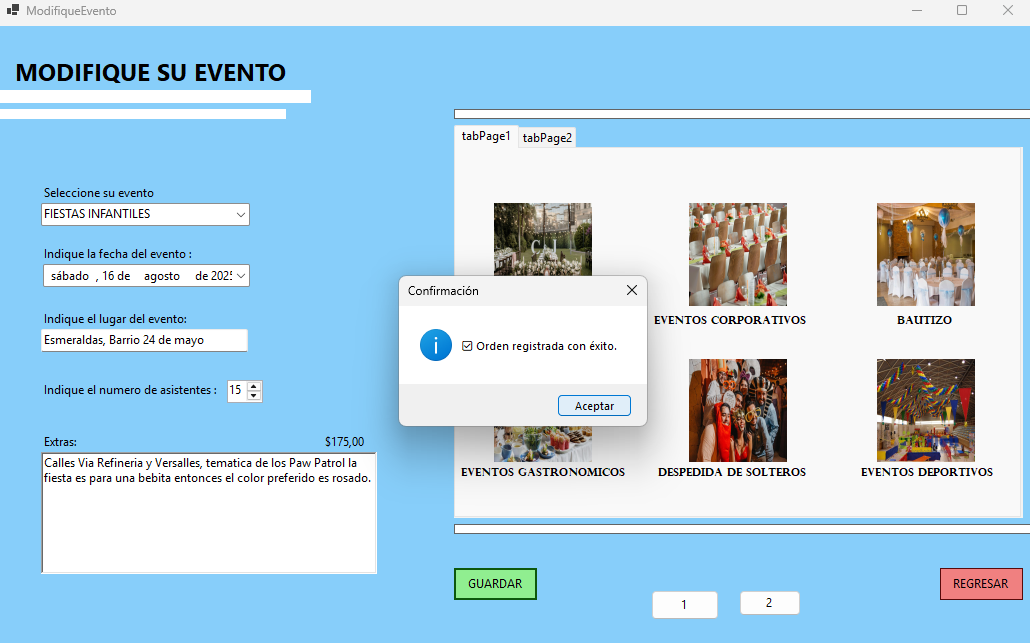 ModifiqueEvento
MODIFIQUE SU EVENTO
Seleccione su evento
FIESTAS INFANTILES
Indique la fecha del evento :
sábado , 16 de agosto de 2025
Indique el lugar del evento:
Esmeraldas, Barrio 24 de mayo
Indique el numero de asistentes : 15
Extras: $175,00
Calles Via Refineria y Versalles, tematica de los Paw Patrol la
fiesta es para una bebita entonces el color preferido es rosado.
tabPage1 tabPage2
EVENTOS CORPORATIVOS
BAUTIZO
Confirmación
Orden registrada con éxito.
Aceptar
EVENTOS GASTRONOMICOS
DESPEDIDA DE SOLTEROS
EVENTOS DEPORTIVOS
GUARDAR
1
2
REGRESAR